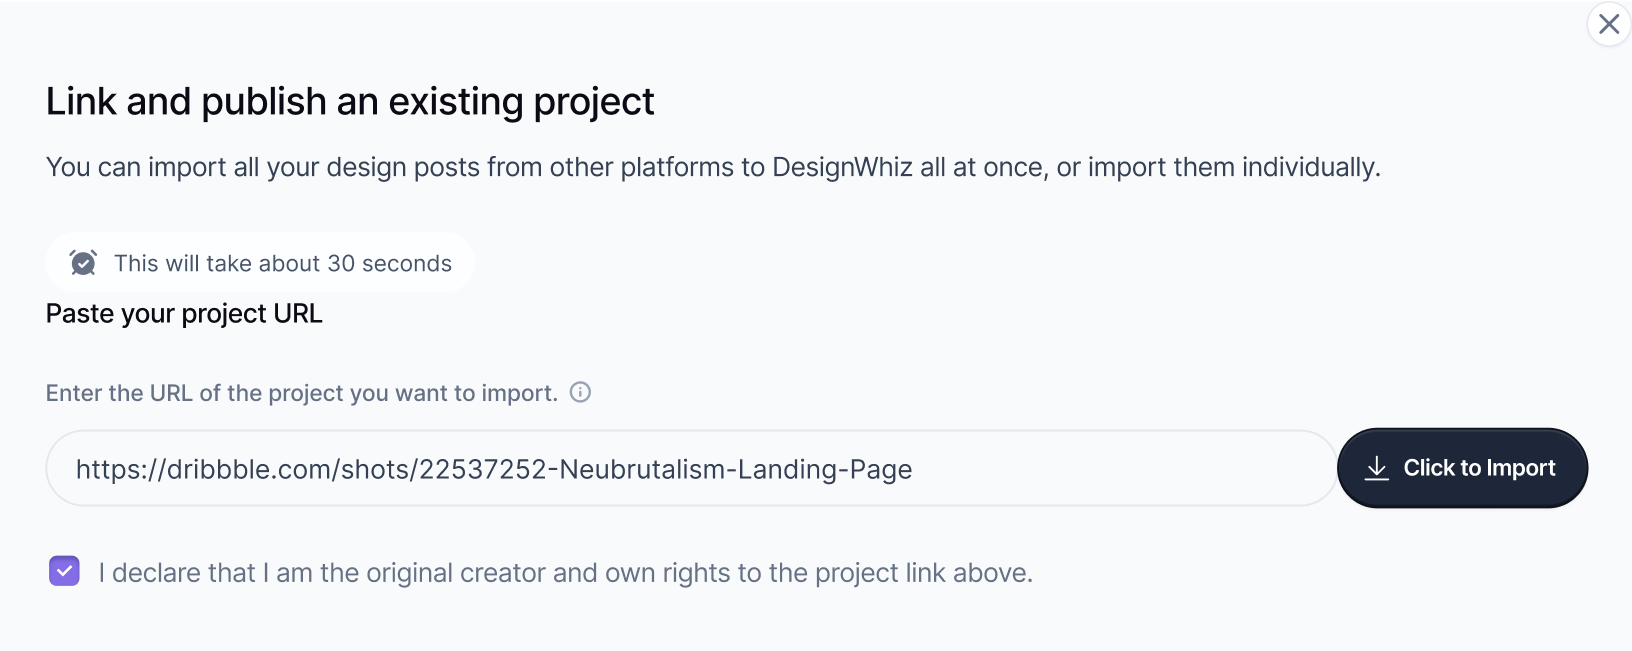 Link and publish an existing project
You can import all your design posts from other platforms to DesignWhiz all at once, or import them individually.
This will take about 30 seconds
Paste your project URL
Enter the URL of the project you want to import.
https://dribbble.com/shots/22537252-Neubrutalism-Landing-Page
Click to Import
I declare that I am the original creator and own rights to the project link above.